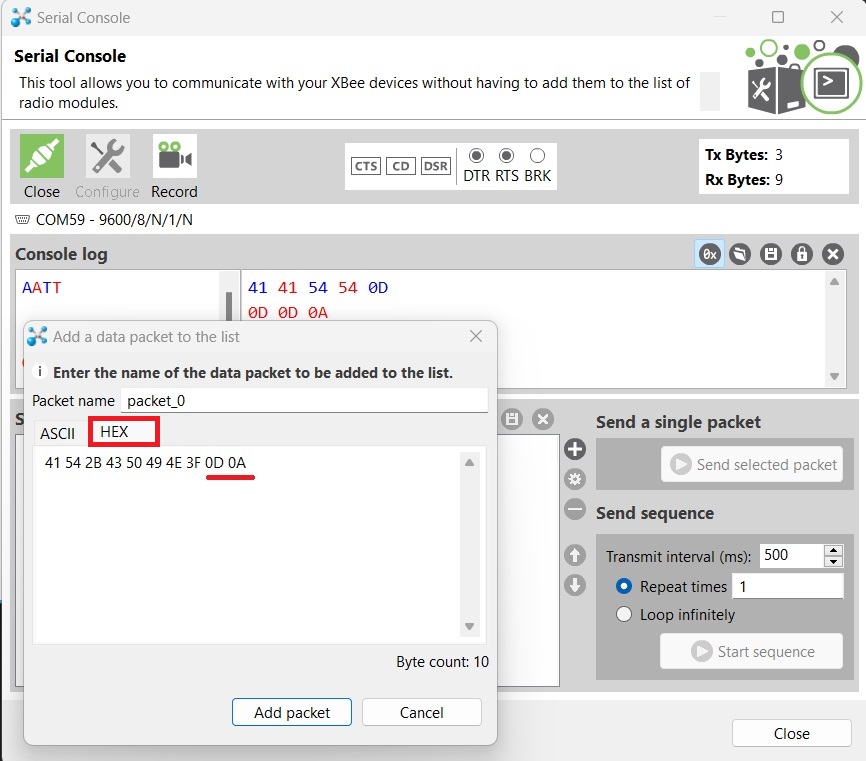 Serial Console
Serial Console
This tool allows you to communicate with your XBee devices without having to add them to the list of
radio modules.
Close
Configure
Record
CTS CD DSR
DTR RTS BRK
Tx Bytes: 3
Rx Bytes: 9
COM59 - 9600/8/N/1/N
Console log
0x
AATT
41 41 54 54 0D
0D 0D 0A
Add a data packet to the list
Enter the name of the data packet to be added to the list.
Packet name packet_0
ASCII HEX
41 54 2B 43 50 49 4E 3F 0D 0A
Byte count: 10
Add packet
Cancel
Send a single packet
Send selected packet
Send sequence
Transmit interval (ms): 500
Repeat times 1
Loop infinitely
Start sequence
Close